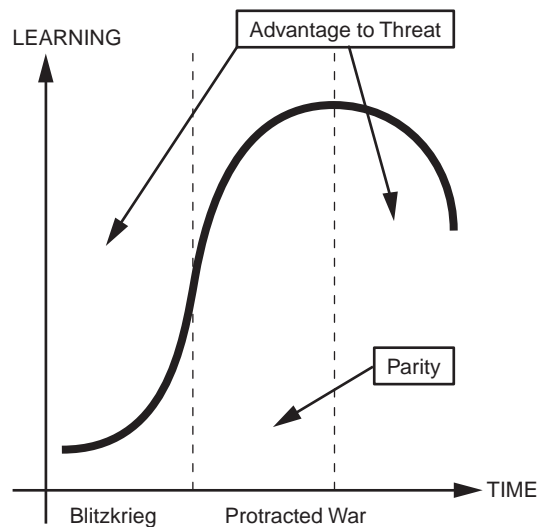 LEARNING
Advantage to Threat
Parity
TIME
Blitzkrieg
Protracted War